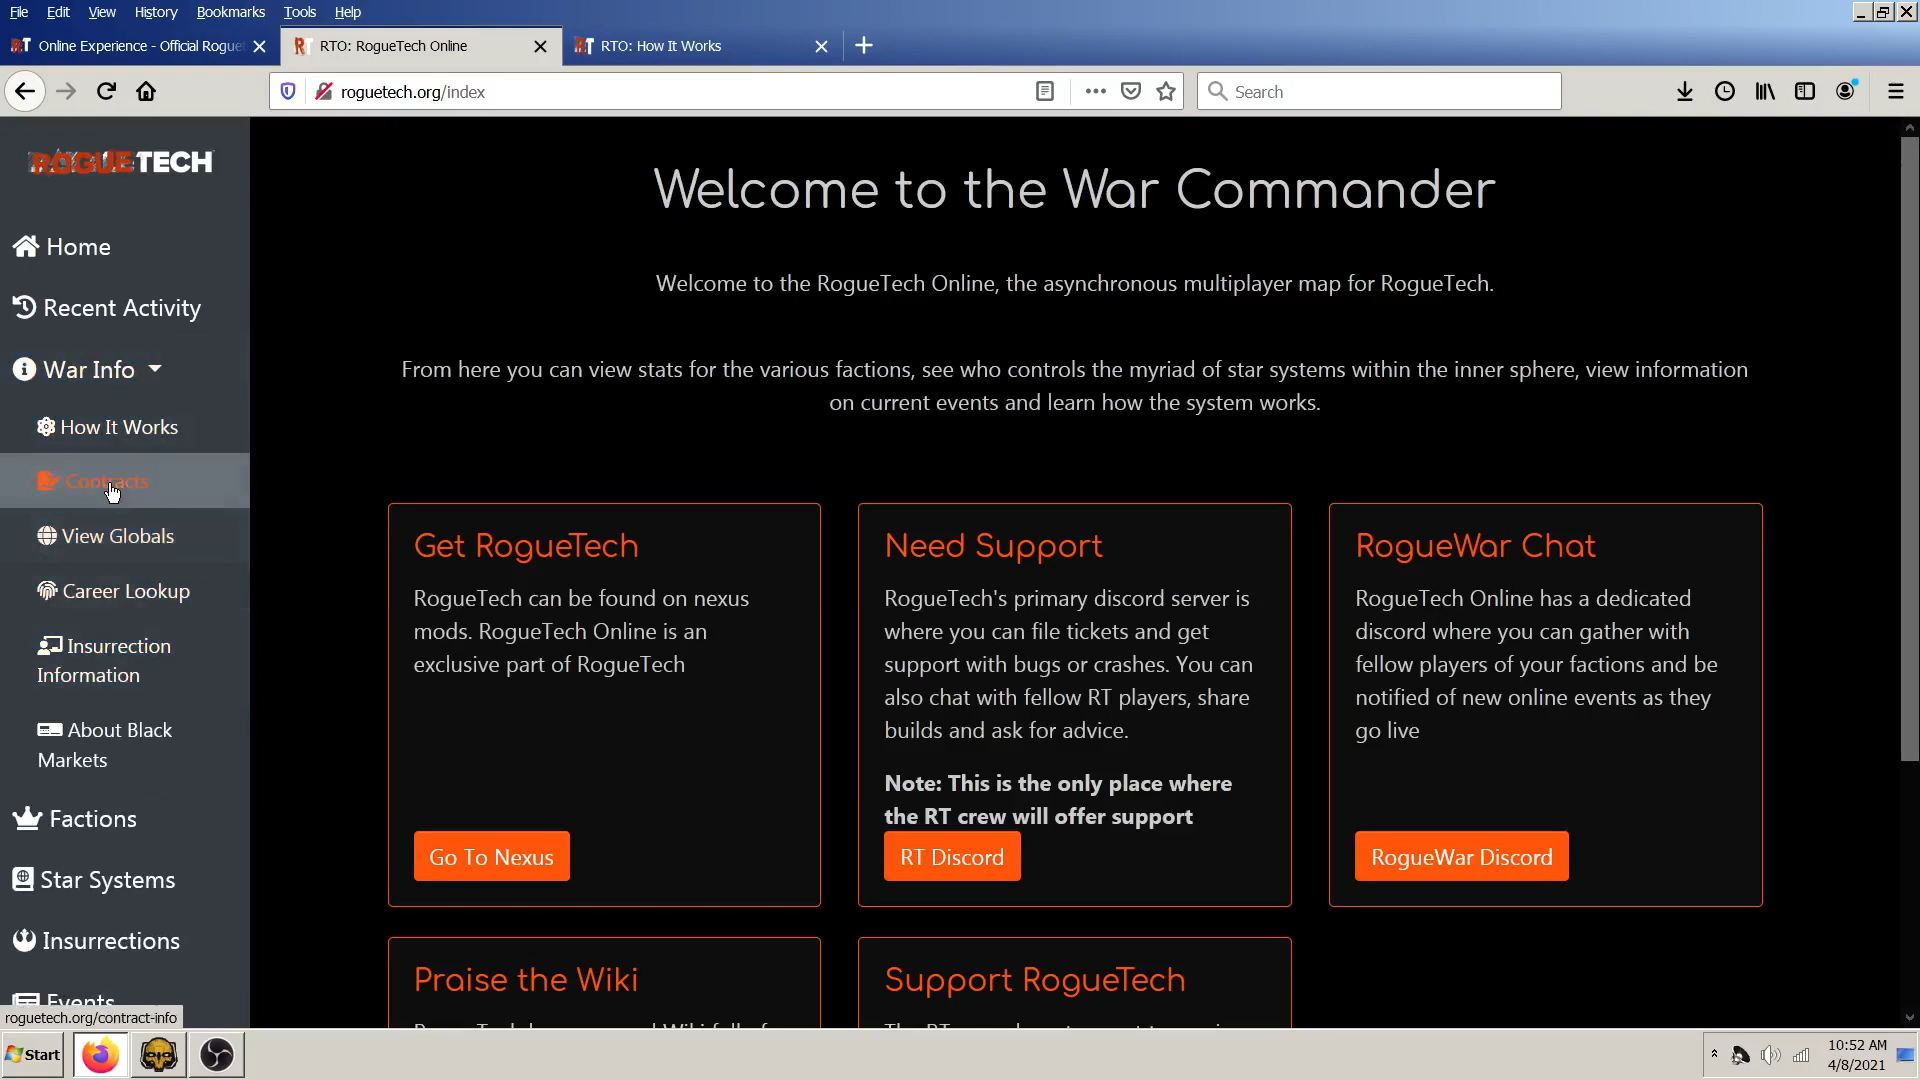 File Edit View History Bookmarks Tools Help
Online Experience - Official Rogue
RTO: RogueTech Online
RTO: How It Works
roguetech.org/index
Search
ROGUETECH
Home
Recent Activity
War Info
How It Works
Contracts
View Globals
Career Lookup
Insurrection
Information
About Black
Markets
Factions
Star Systems
Insurrections
Events
roguetech.org/contract-info
Welcome to the War Commander
Welcome to the RogueTech Online, the asynchronous multiplayer map for RogueTech.
From here you can view stats for the various factions, see who controls the myriad of star systems within the inner sphere, view information
on current events and learn how the system works.
Get RogueTech
RogueTech can be found on nexus
mods. RogueTech Online is an
exclusive part of RogueTech
Go To Nexus
Need Support
RogueTech's primary discord server is
where you can file tickets and get
support with bugs or crashes. You can
also chat with fellow RT players, share
builds and ask for advice.
Note: This is the only place where
the RT crew will offer support
RT Discord
RogueWar Chat
RogueTech Online has a dedicated
discord where you can gather with
fellow players of your factions and be
notified of new online events as they
go live
RogueWar Discord
Praise the Wiki
Support RogueTech
Start
10:52 AM
4/8/2021